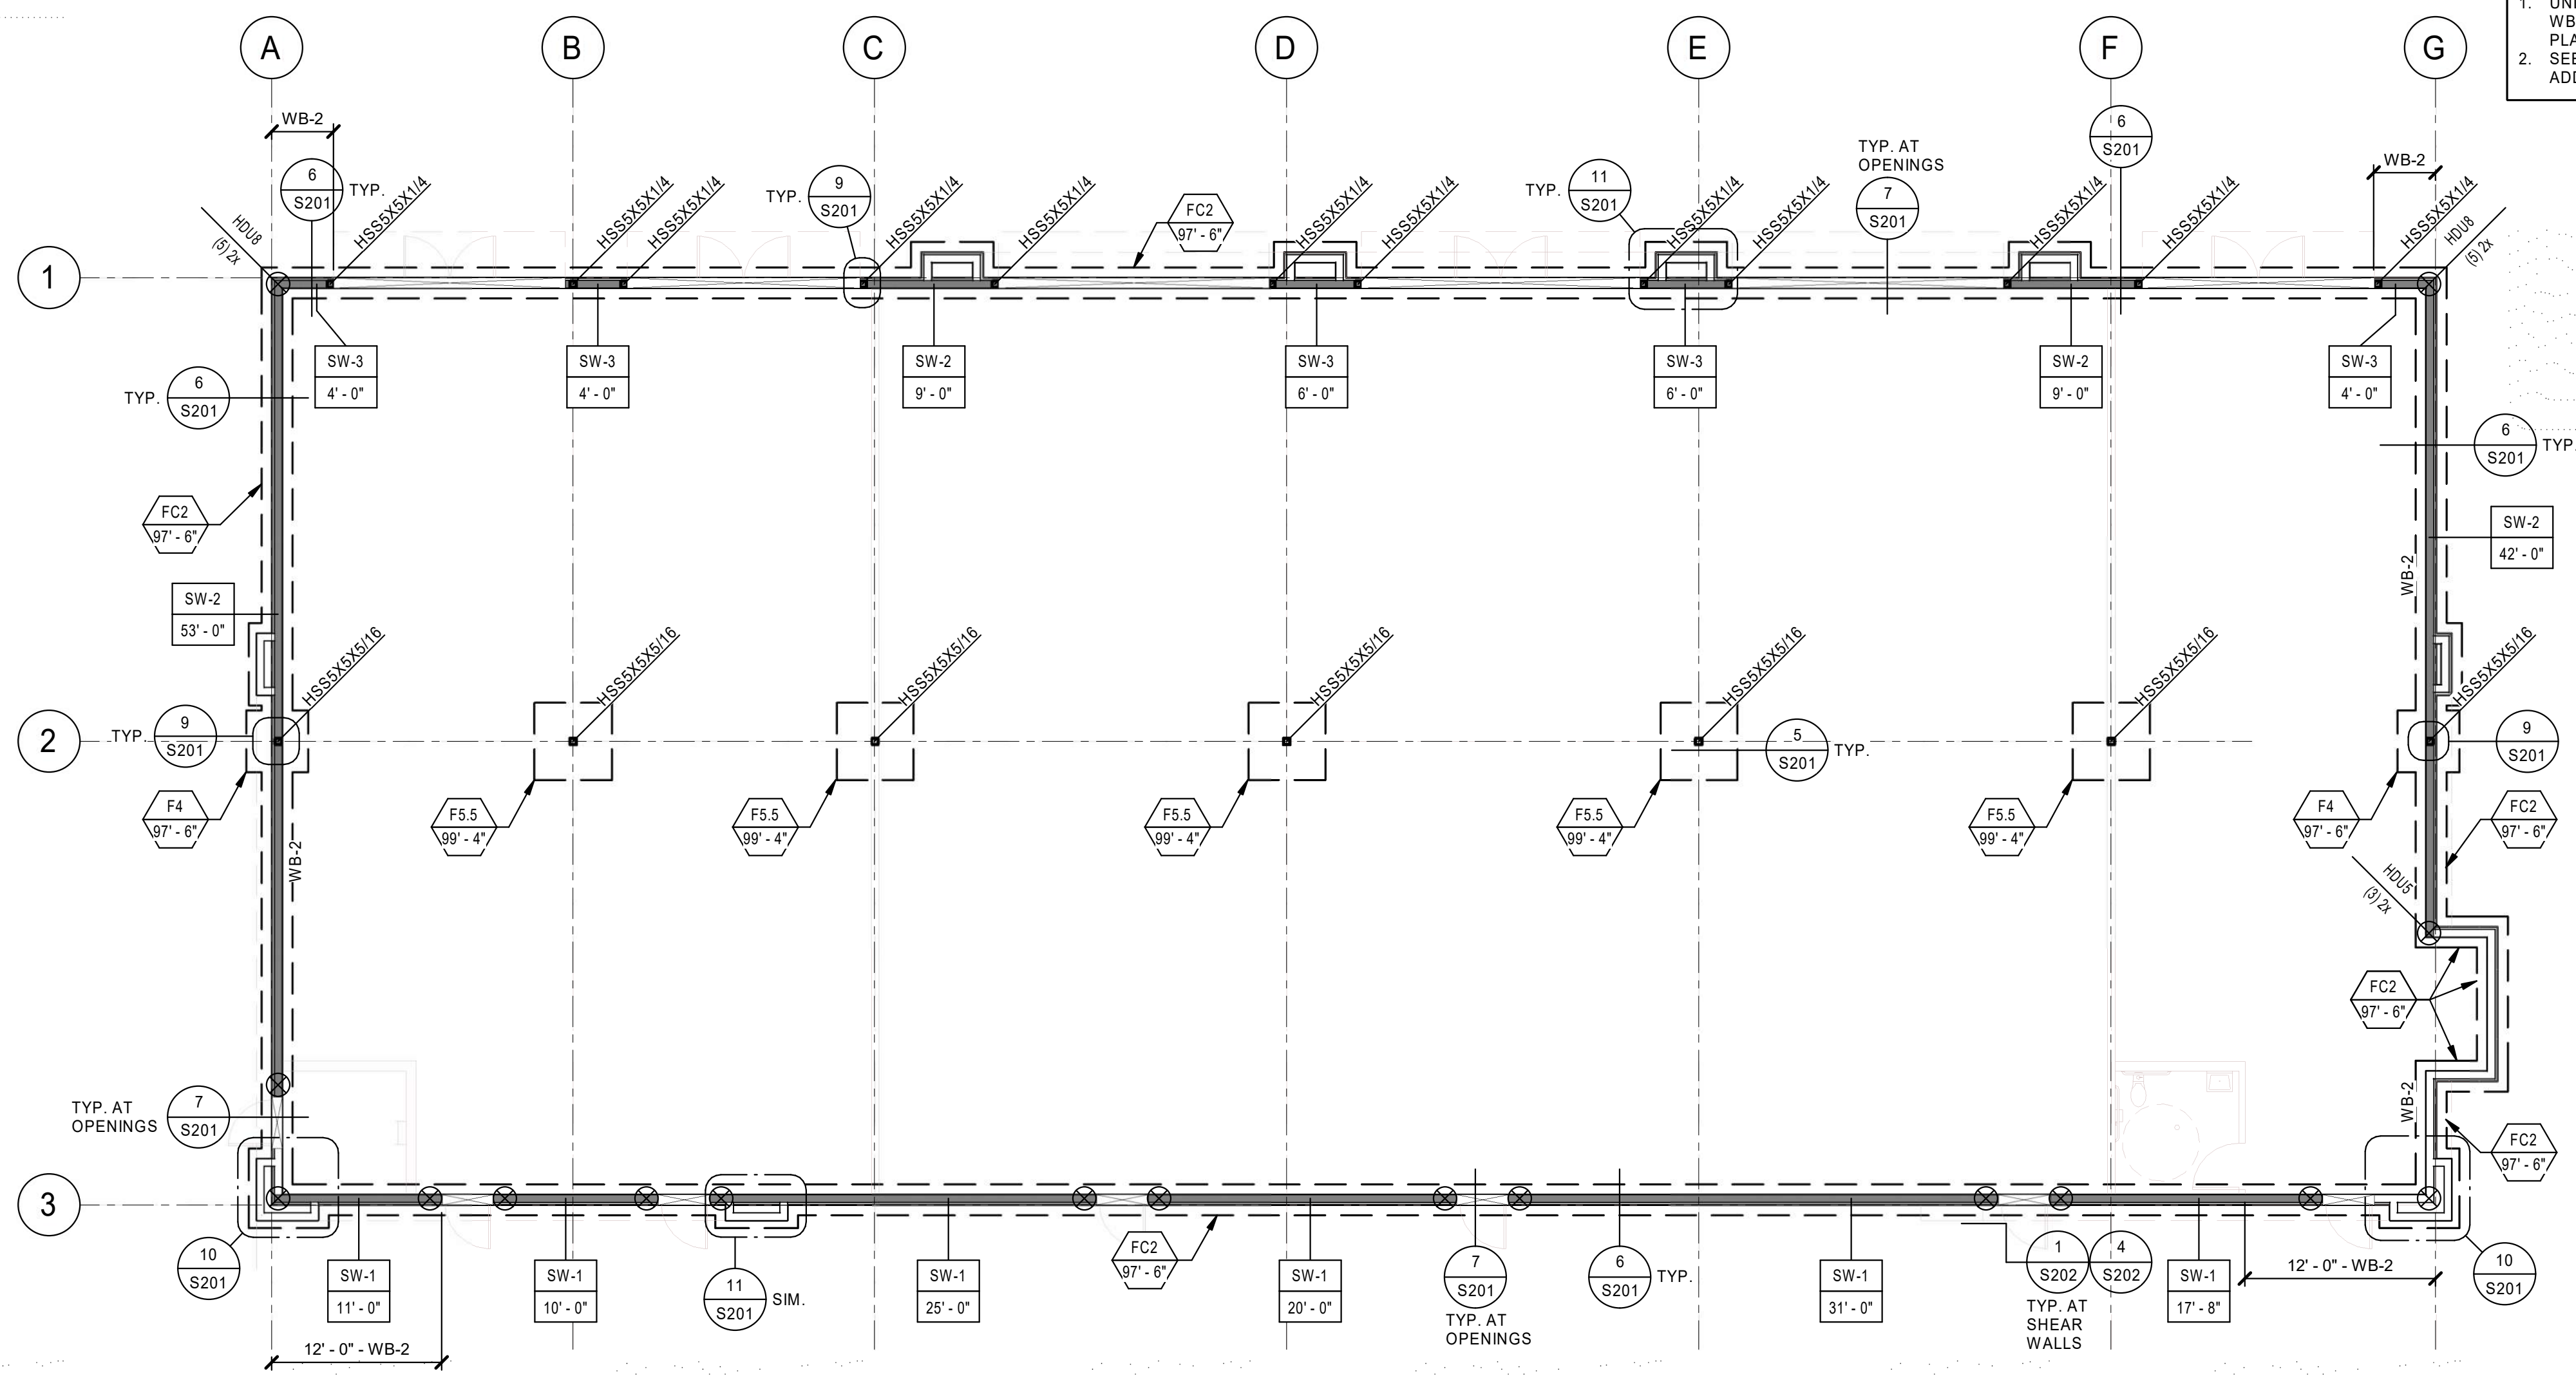 A
B
C
D
E
F
G
1.
WB
PLA
2.
ADD
WB-2
WB-2
6
S201
TYP.
HSS5X5X1/4
HSS5X5X1/4
HSS5X5X1/4
TYP.
9
S201
HSS5X5X1/4
HSS5X5X1/4
FC2
97' - 6"
HSS5X5X1/4
HSS5X5X1/4
TYP.
11
S201
HSS5X5X1/4
HSS5X5X1/4
TYP. AT
OPENINGS
7
S201
HSS5X5X1/4
6
S201
HSS5X5X1/4
HSS5X5X1/4
HDU8
(5) 2x
HDU8
(5) 2x
1
SW-3
4' - 0"
SW-3
4' - 0"
SW-2
9' - 0"
SW-3
6' - 0"
SW-3
6' - 0"
SW-2
9' - 0"
SW-3
4' - 0"
TYP.
6
S201
6
S201
TYP.
FC2
97' - 6"
SW-2
42' - 0"
WB-2
SW-2
53' - 0"
HSS5X5X5/16
HSS5X5X5/16
HSS5X5X5/16
HSS5X5X5/16
HSS5X5X5/16
HSS5X5X5/16
HSS5X5X5/16
2
TYP.
9
S201
5
S201
TYP.
9
S201
F4
97' - 6"
F5.5
99' - 4"
F5.5
99' - 4"
F5.5
99' - 4"
F5.5
99' - 4"
F5.5
99' - 4"
F4
97' - 6"
FC2
97' - 6"
WB-2
HDU5
(3) 2x
FC2
97' - 6"
TYP. AT
OPENINGS
7
S201
WB-2
FC2
97' - 6"
3
10
S201
SW-1
11' - 0"
SW-1
10' - 0"
11
S201
SIM.
SW-1
25' - 0"
FC2
97' - 6"
SW-1
20' - 0"
7
S201
TYP. AT
OPENINGS
6
S201
TYP.
SW-1
31' - 0"
1
S202
4
S202
TYP. AT
SHEAR
WALLS
SW-1
17' - 8"
12' - 0" - WB-2
10
S201
12' - 0" - WB-2